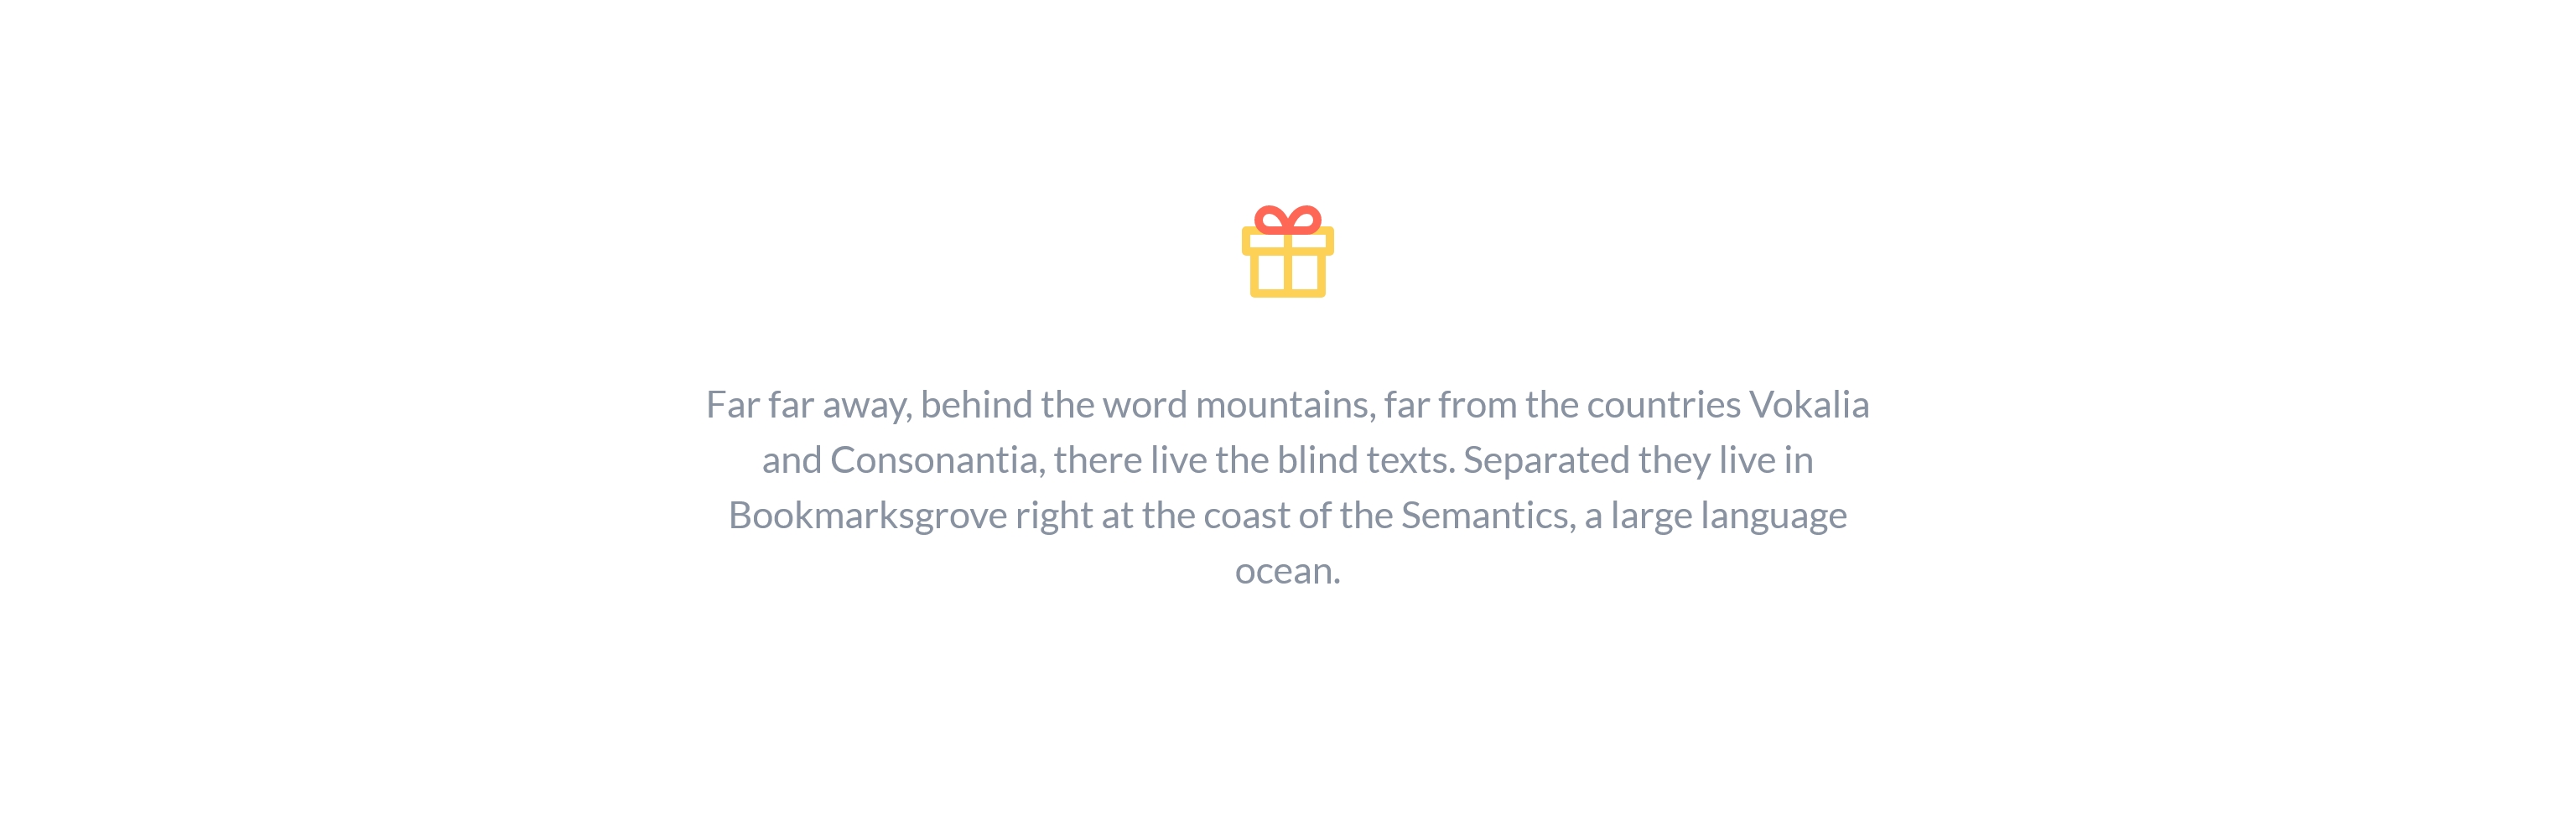 Far far away, behind the word mountains, far from the countries Vokalia
and Consonantia, there live the blind texts. Separated they live in
Bookmarksgrove right at the coast of the Semantics, a large language
ocean.